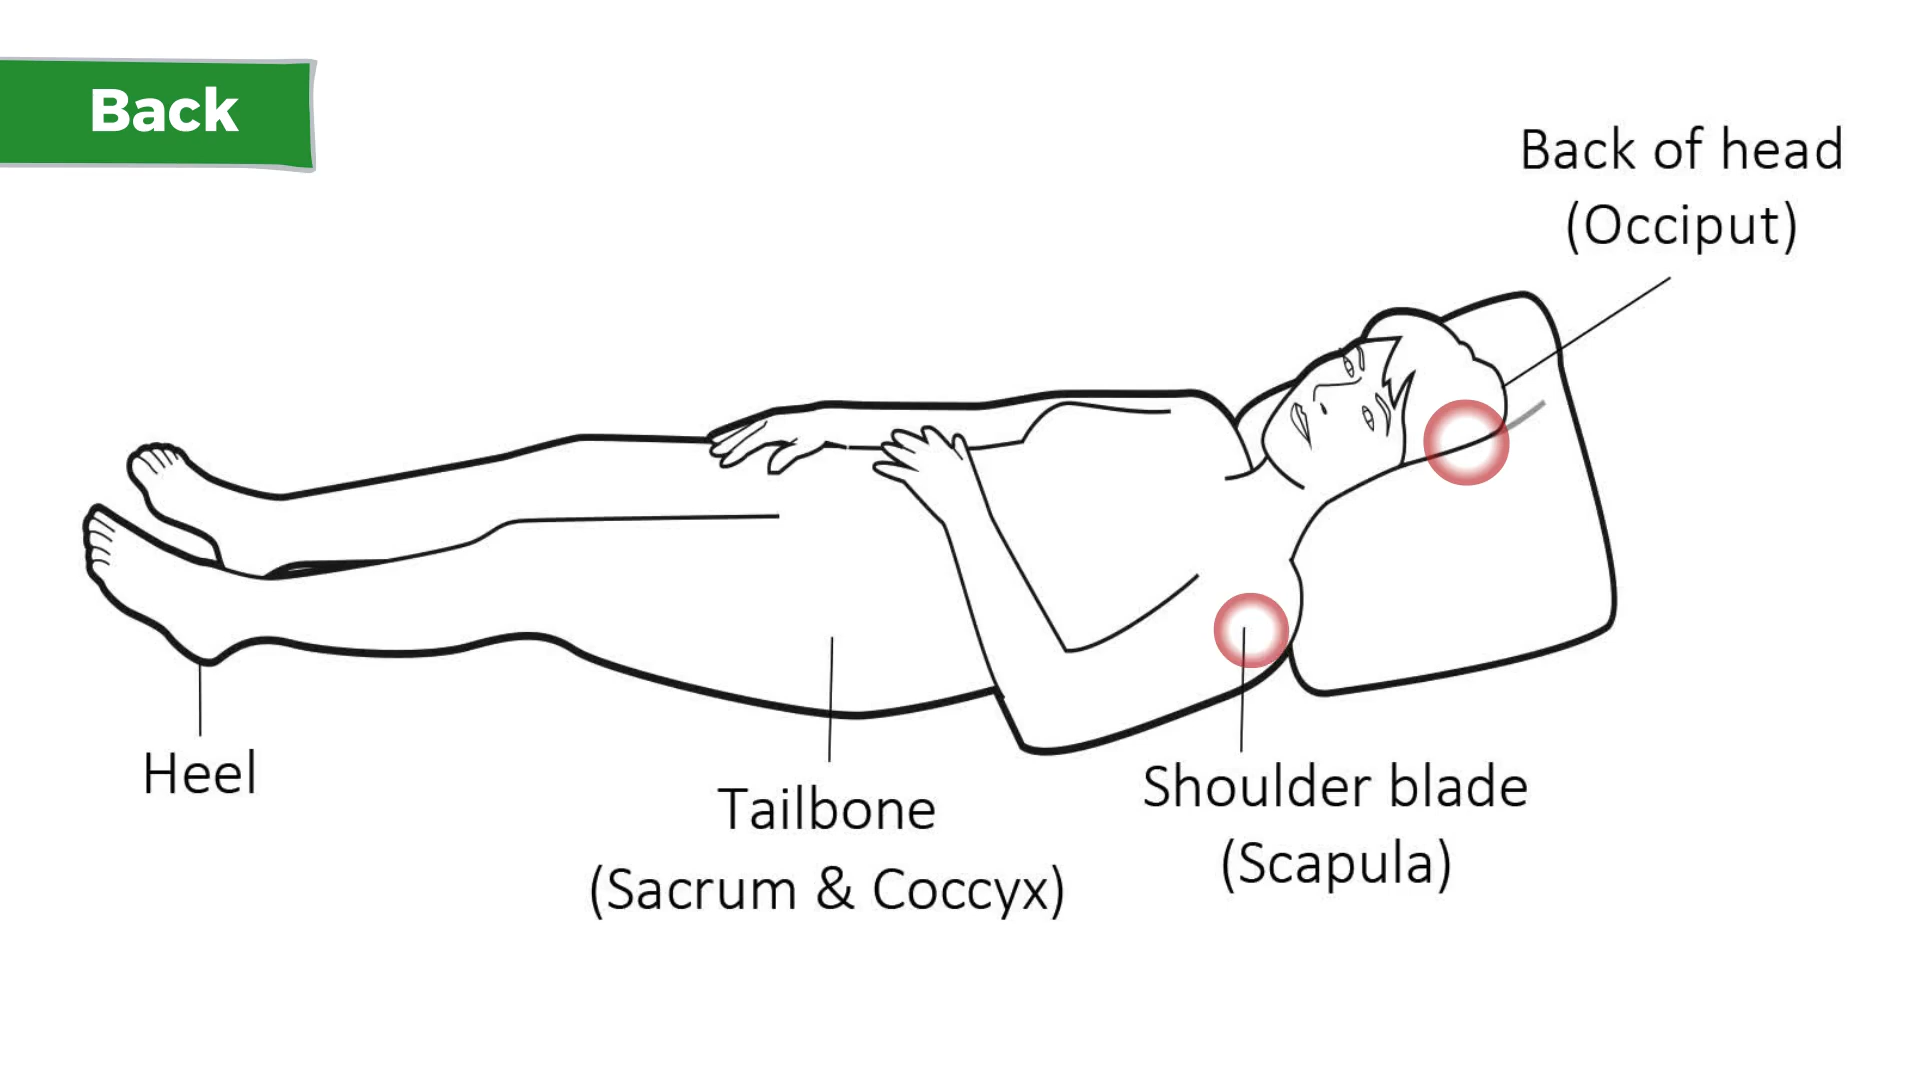 Back
Back of head
(Occiput)
Heel
Tailbone
(Sacrum & Coccyx)
Shoulder blade
(Scapula)